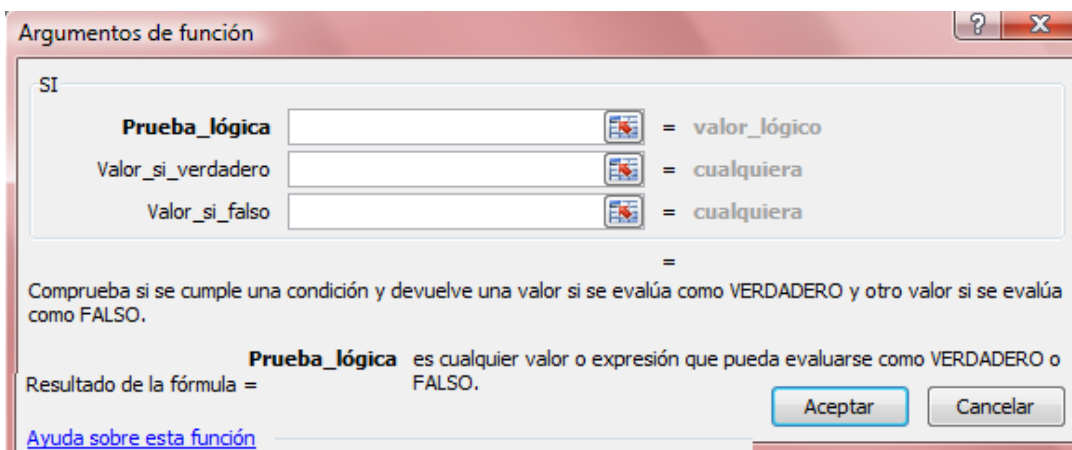 Argumentos de función
SI
Prueba_lógica = valor_lógico
Valor_si_verdadero = cualquiera
Valor_si_falso = cualquiera
=
Comprueba si se cumple una condición y devuelve una valor si se evalúa como VERDADERO y otro valor si se evalúa
como FALSO.
Prueba_lógica es cualquier valor o expresión que pueda evaluarse como VERDADERO o
FALSO.
Resultado de la fórmula =
Aceptar Cancelar
Ayuda sobre esta función